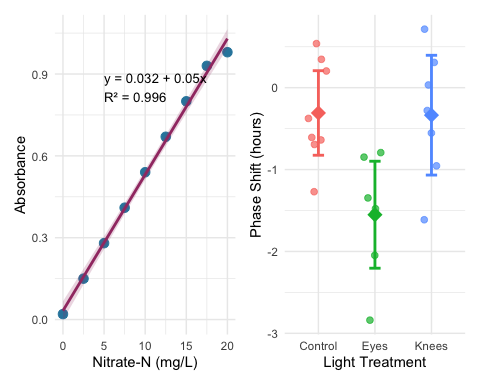 y = 0.032 + 0.05x
R² = 0.996
Absorbance
0.9
0.6
0.3
0.0
0
5
10
15
20
Nitrate-N (mg/L)
Phase Shift (hours)
0
-1
-2
-3
Control
Eyes
Knees
Light Treatment